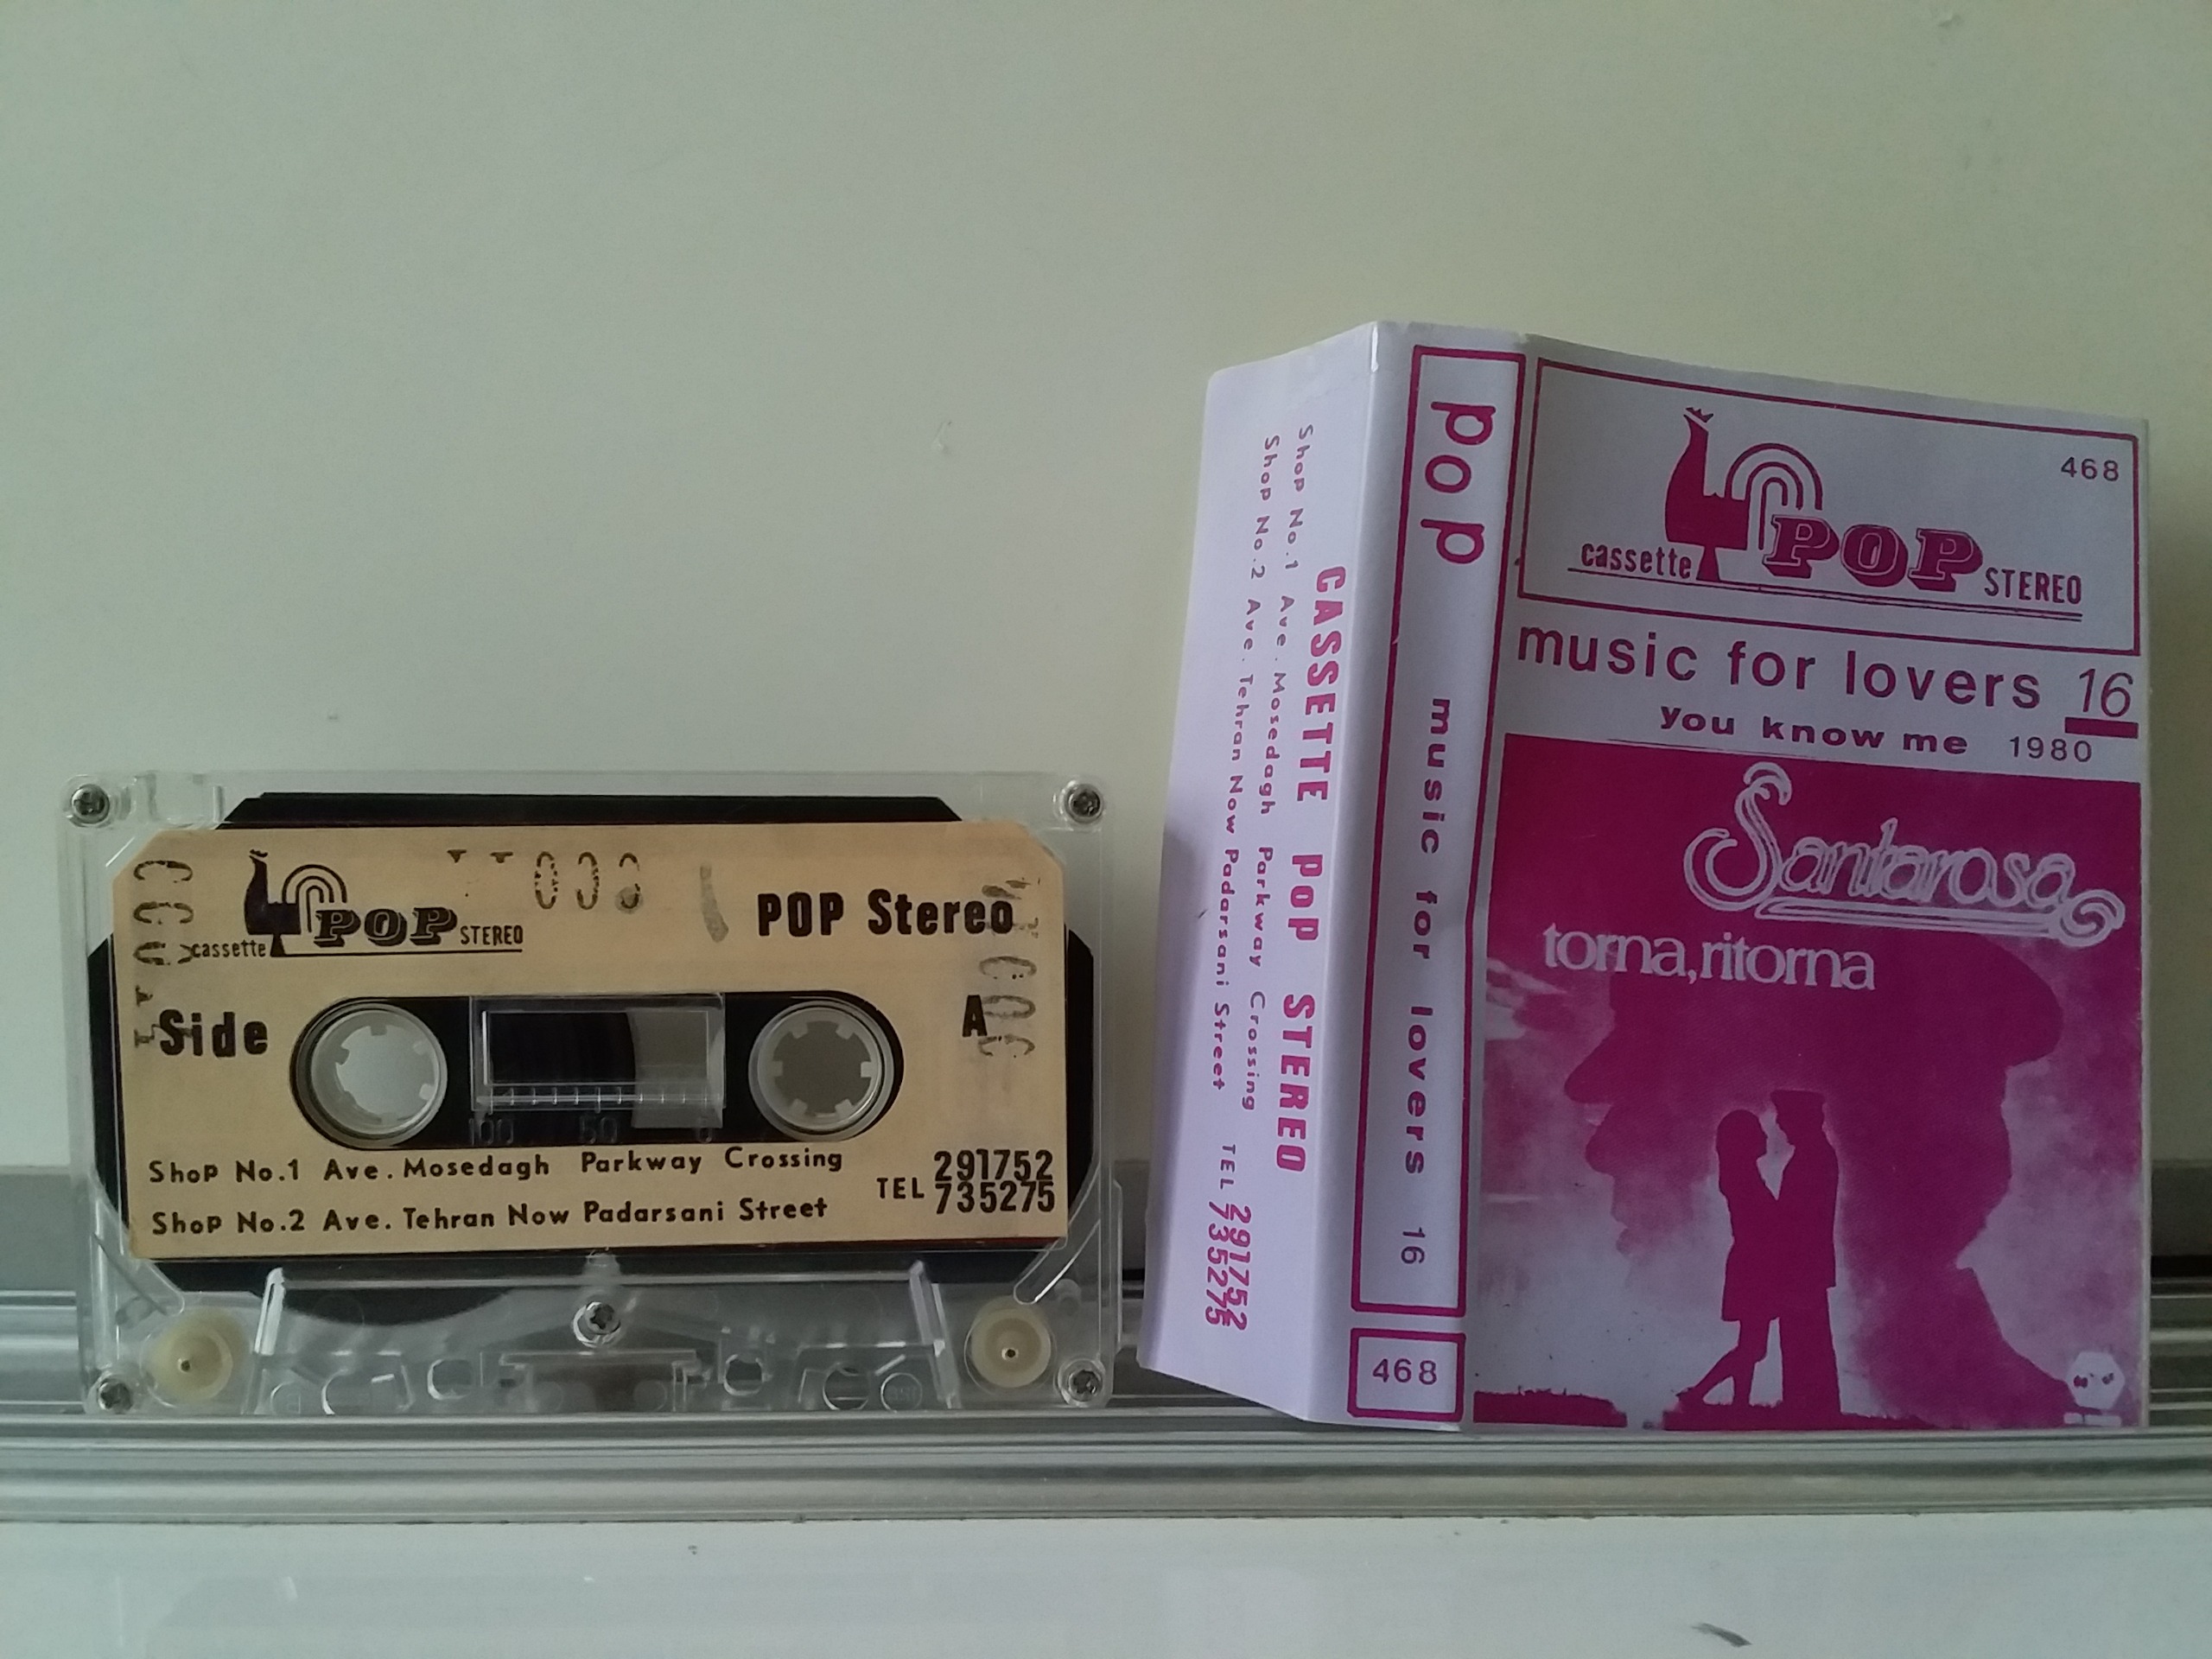 cassette POP STEREO
POP Stereo
Side A
100 50 0
Shop No.1 Ave. Mosedagh Parkway Crossing
Shop No.2 Ave. Tehran Now Padarsani Street
TEL 291752
735275
CASSETTE POP STEREO
Shop No.1 Ave. Mosedagh Parkway Crossing
Shop No.2 Ave. Tehran Now Padarsani Street
TEL 291752
735275
pop music for lovers 16
468
468
cassette POP STEREO
music for lovers 16
you know me 1980
Santarosa
torna,ritorna